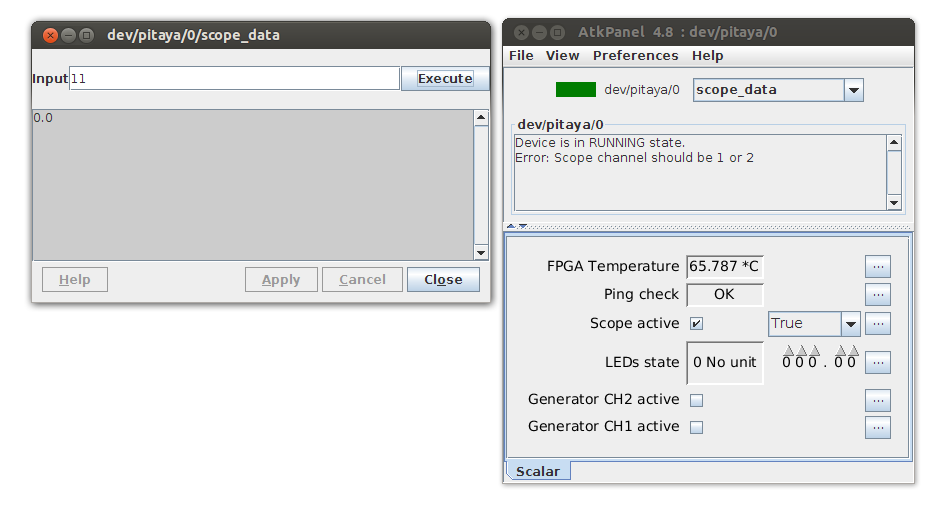 dev/pitaya/0/scope_data
Input 11 Execute
0.0
Help Apply Cancel Close
AtkPanel 4.8 : dev/pitaya/0
File View Preferences Help
dev/pitaya/0 scope_data
dev/pitaya/0
Device is in RUNNING state.
Error: Scope channel should be 1 or 2
FPGA Temperature 65.787 *C ...
Ping check OK ...
Scope active True ...
LEDs state 0 No unit 000.00 ...
Generator CH2 active ...
Generator CH1 active ...
Scalar